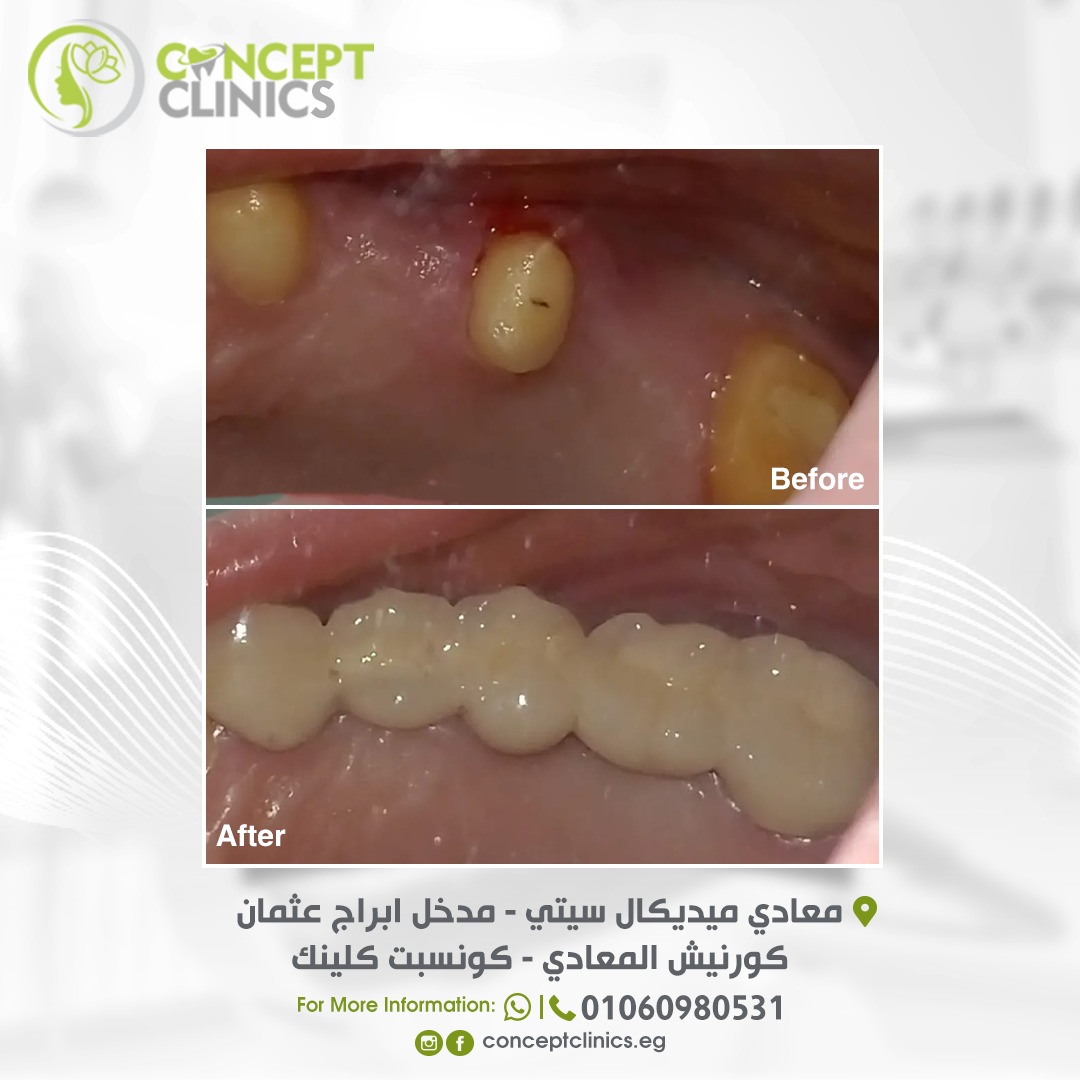 CONCEPT
CLINICS
Before
After
معادي ميديكال سيتي - مدخل ابراج عثمان
كورنيش المعادي - كونسبت كلينك
For More Information: | 01060980531
conceptclinics.eg